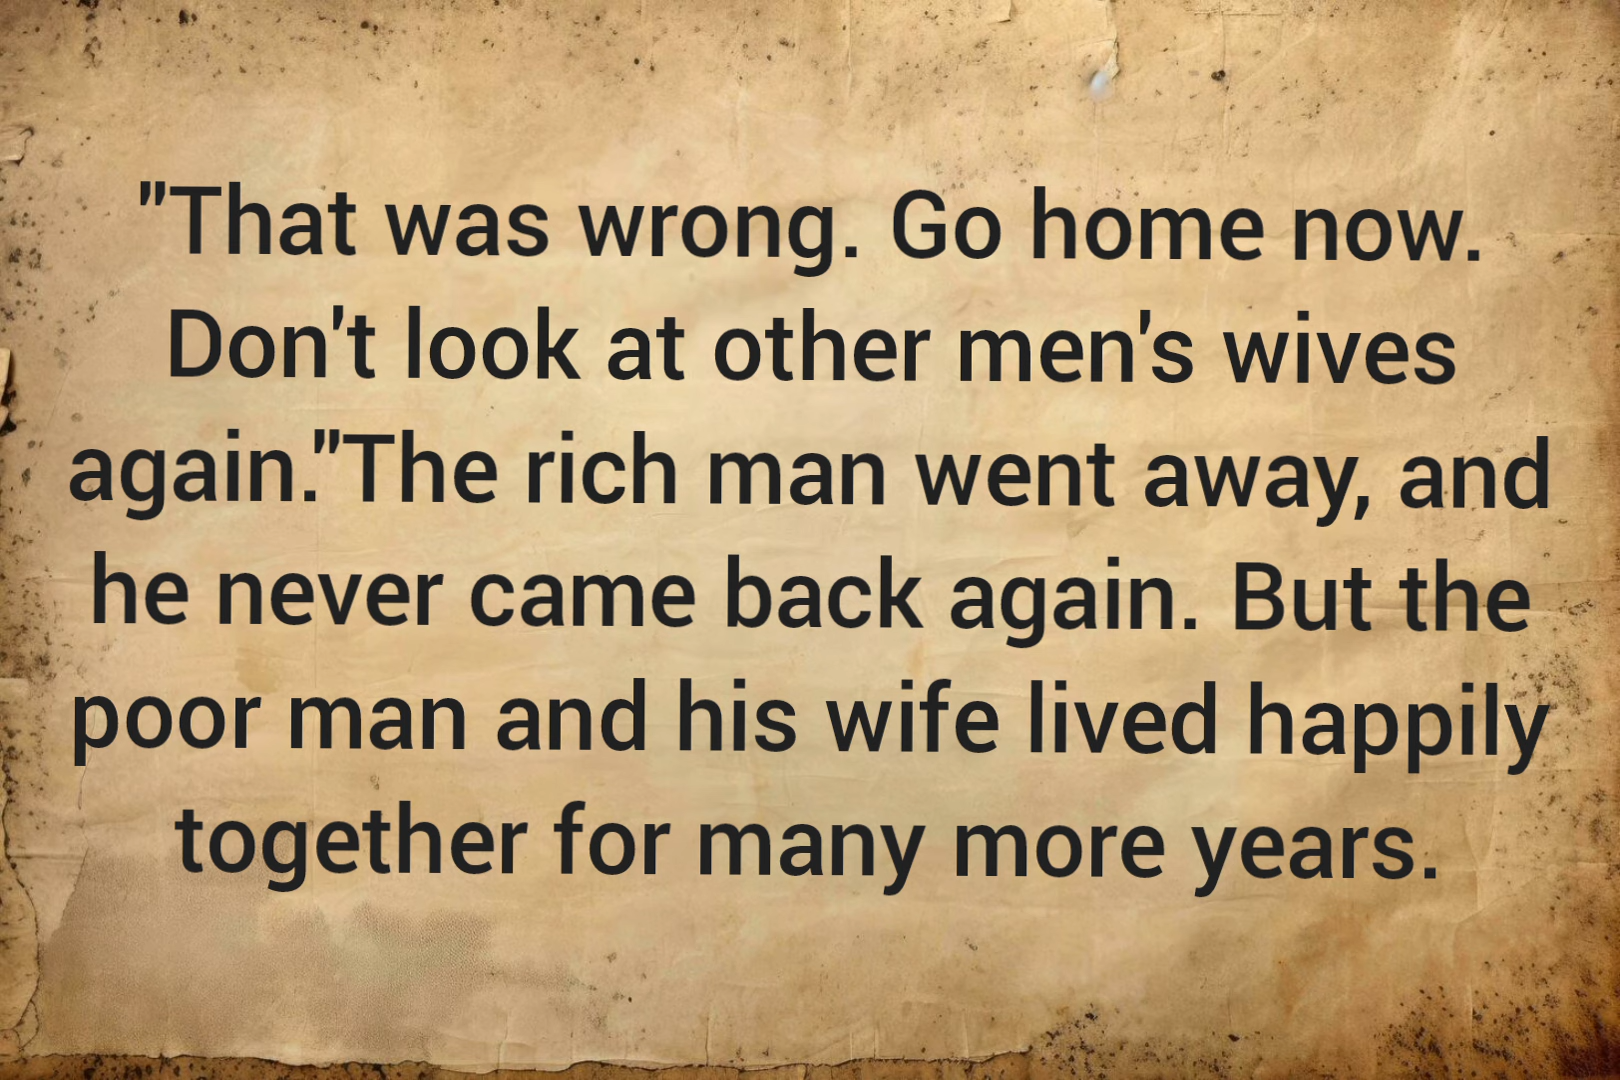 "That was wrong. Go home now.
Don't look at other men's wives
again."The rich man went away, and
he never came back again. But the
poor man and his wife lived happily
together for many more years.